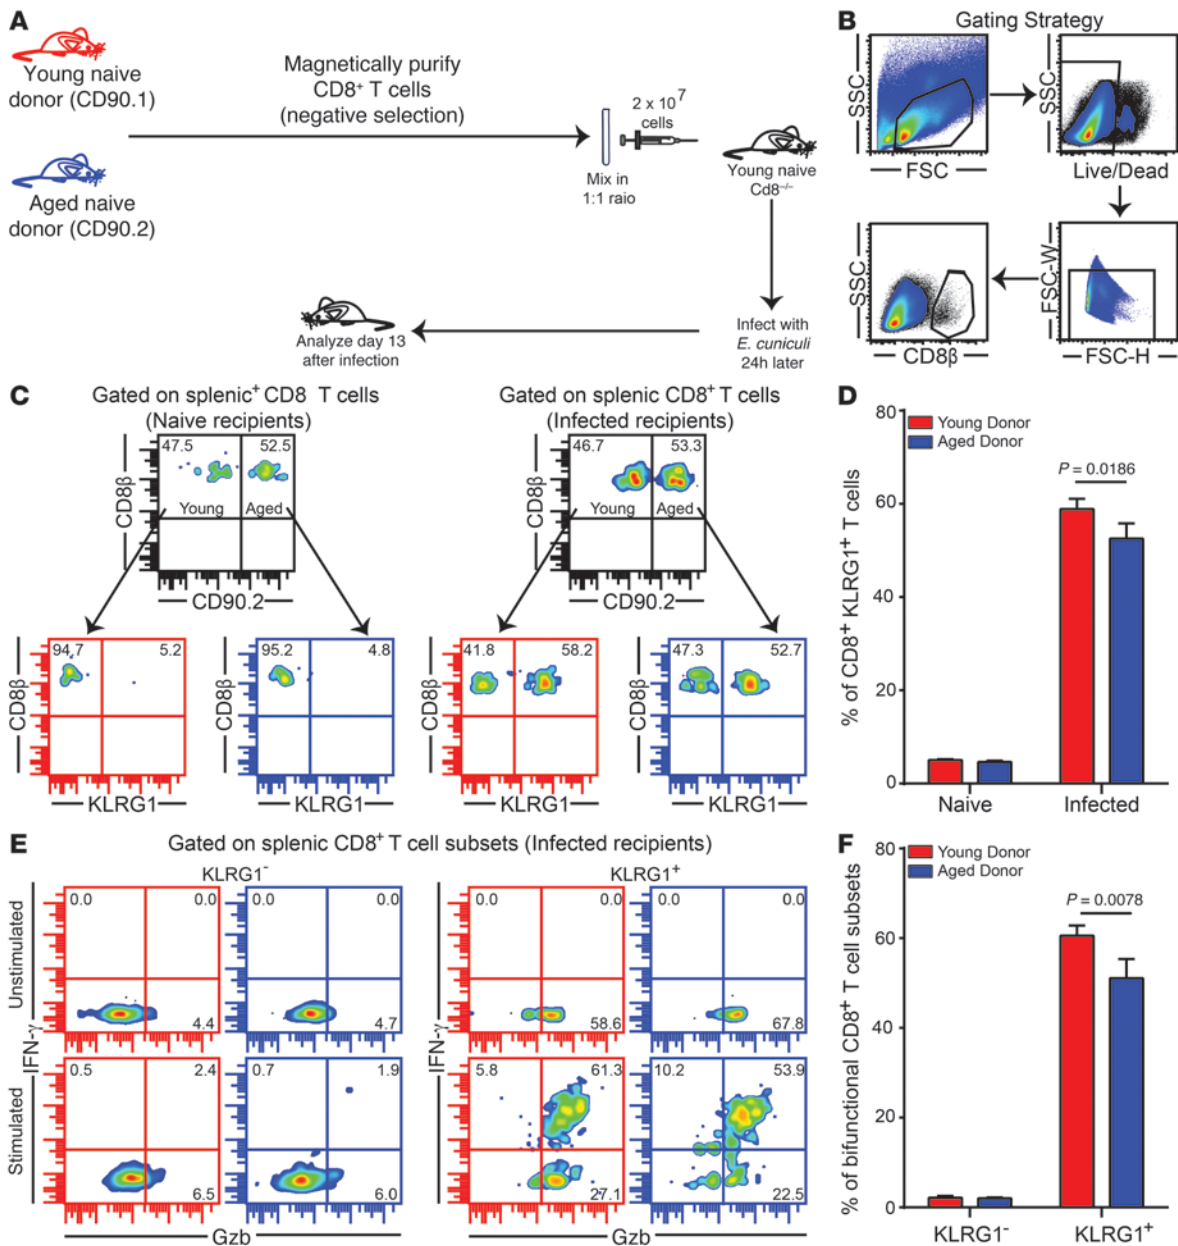 A
Young naive
donor (CD90.1)
Aged naive
donor (CD90.2)
Magnetically purify
CD8⁺ T cells
(negative selection)
2 x 10⁷
cells
Mix in
1:1 raio
Young naive
Cd8⁻/⁻
Infect with
E. cuniculi
24h later
Analyze day 13
after infection
B
Gating Strategy
SSC
FSC
SSC
Live/Dead
SSC
CD8β
FSC-W
FSC-H
C
Gated on splenic⁺ CD8 T cells
(Naive recipients)
47.5
52.5
Young
Aged
CD8β
CD90.2
94.7
5.2
CD8β
KLRG1
95.2
4.8
CD8β
KLRG1
Gated on splenic CD8⁺ T cells
(Infected recipients)
46.7
53.3
Young
Aged
CD8β
CD90.2
41.8
58.2
CD8β
KLRG1
47.3
52.7
CD8β
KLRG1
D
80
60
40
20
0
% of CD8⁺ KLRG1⁺ T cells
Young Donor
Aged Donor
P = 0.0186
Naive
Infected
E
Gated on splenic CD8⁺ T cell subsets (Infected recipients)
KLRG1⁻
KLRG1⁺
Unstimulated
Stimulated
IFN-γ
IFN-γ
0.0
0.0
4.4
0.0
0.0
4.7
0.0
0.0
58.6
0.0
0.0
67.8
0.5
2.4
6.5
0.7
1.9
6.0
5.8
61.3
27.1
10.2
53.9
22.5
Gzb
Gzb
F
80
60
40
20
0
% of bifunctional CD8⁺ T cell subsets
Young Donor
Aged Donor
P = 0.0078
KLRG1⁻
KLRG1⁺